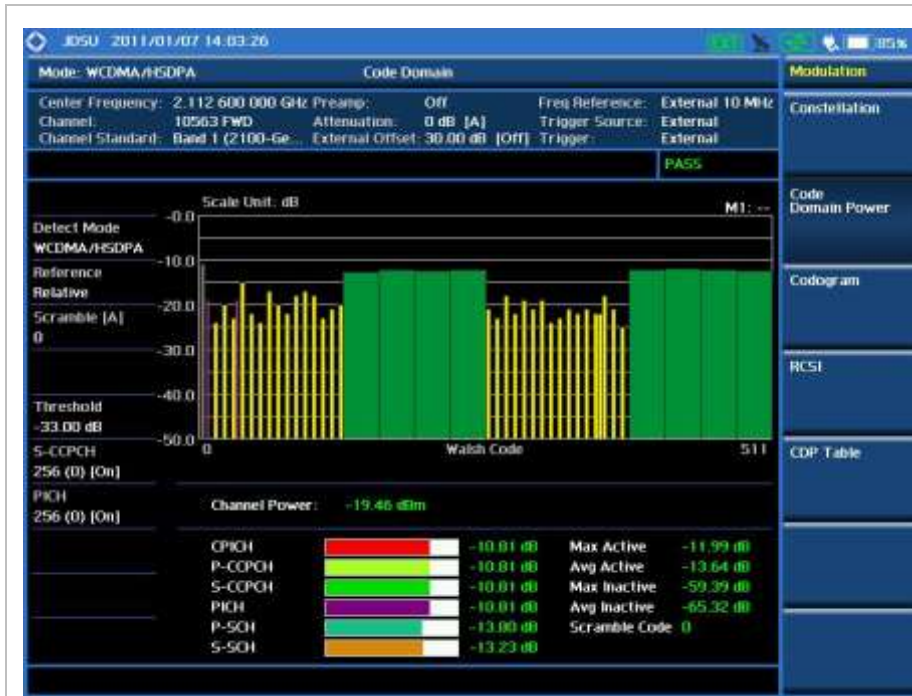 JDSU 2011/01/07 14:03:26
85%
Mode: WCDMA/HSDPA Code Domain Modulation
Center Frequency: 2.112 600 000 GHz Preamp: Off Freq Reference: External 10 MHz
Channel: 10563 FWD Attenuation: 0 dB [A] Trigger Source: External
Channel Standard: Band 1 (2100-Ge... External Offset: 30.00 dB [Off] Trigger: External
Constellation
PASS
Scale Unit: dB M1: --
Code
Domain Power
Detect Mode
WCDMA/HSDPA
Reference
Relative
Scramble [A]
0
Threshold
-33.00 dB
S-CCPCH
256 (0) [On]
PICH
256 (0) [On]
-0.0
-10.0
-20.0
-30.0
-40.0
-50.0
0 Walsh Code 511
Codogram
RCSI
CDP Table
Channel Power: -19.46 dBm
CPICH -10.81 dB Max Active -11.99 dB
P-CCPCH -10.81 dB Avg Active -13.64 dB
S-CCPCH -10.81 dB Max Inactive -59.39 dB
PICH -10.81 dB Avg Inactive -65.32 dB
P-SCH -13.80 dB Scramble Code 0
S-SCH -13.23 dB